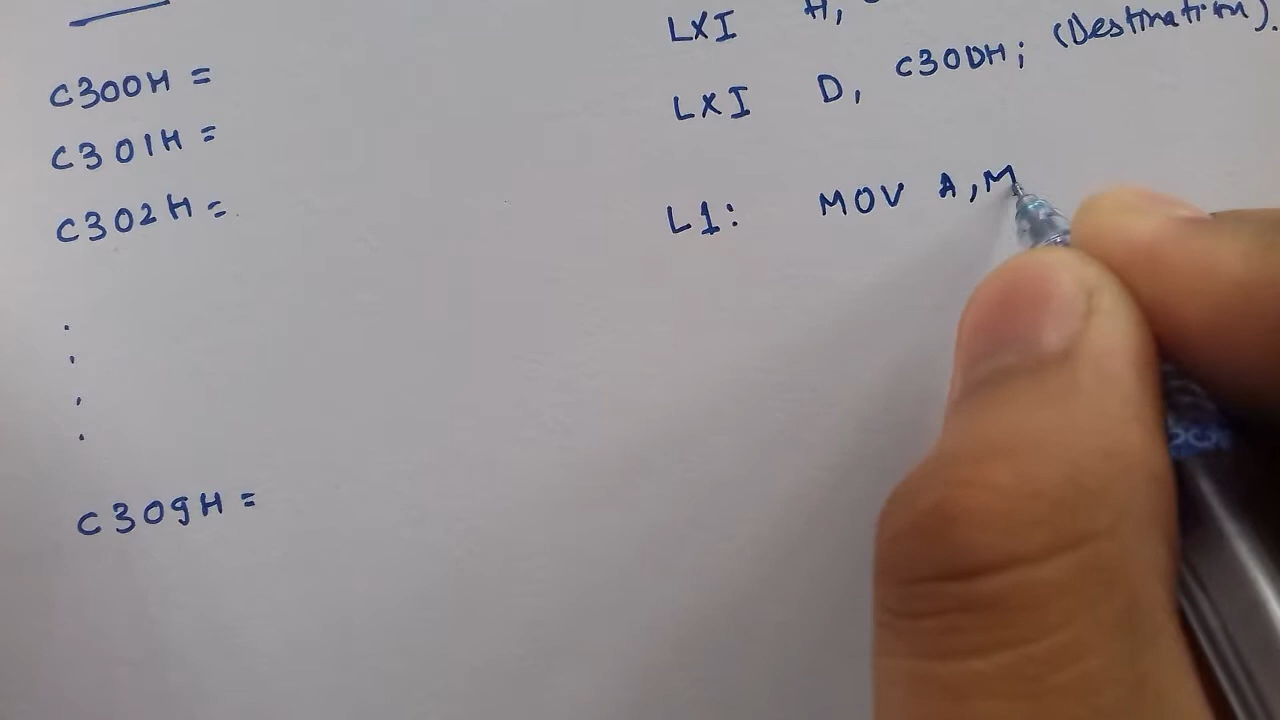 C300H =
C301H =
C302H =
.
.
.
.
C309H =
LXI H,
LXI D, C30DH; (Destination).
L1: MOV A,M